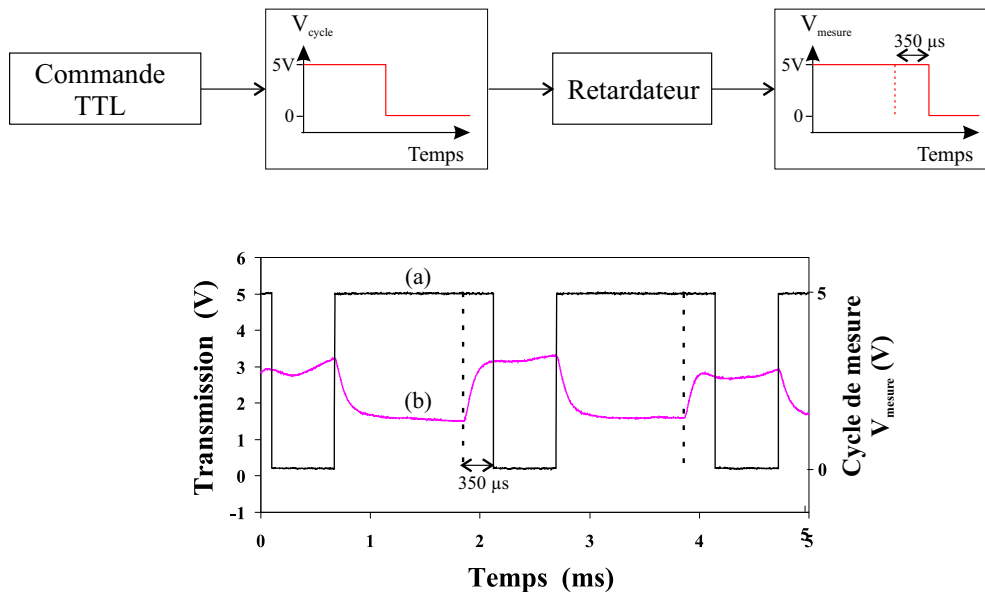 Commande
TTL
V cycle
5V
0
Temps
Retardateur
V mesure
350 µs
5V
0
Temps
Transmission (V)
6
5
4
3
2
1
0
-1
(a)
(b)
350 µs
5
0
Cycle de mesure
V mesure (V)
0
1
2
3
4
5
5
Temps (ms)